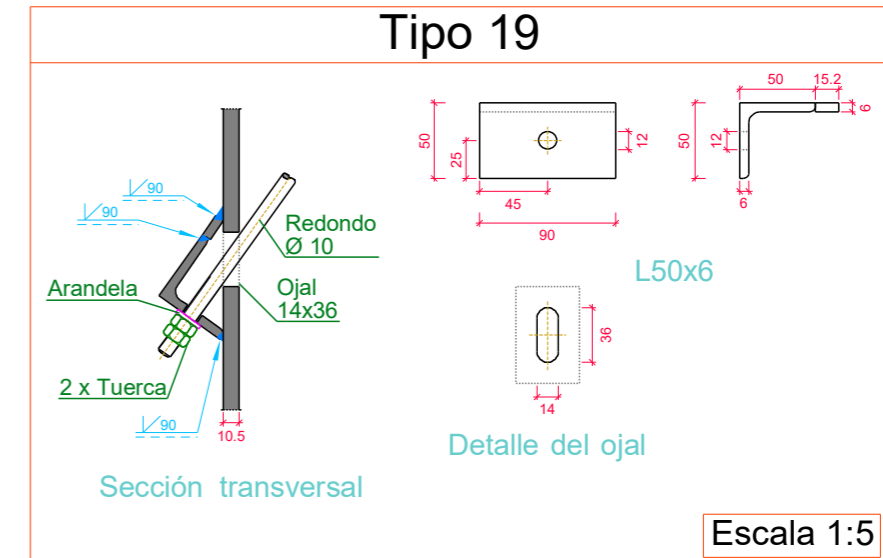 Tipo 19
90
90
Redondo
Ø 10
Arandela
Ojal
14x36
2 x Tuerca
90
10.5
Sección transversal
50
25
12
45
90
50
15.2
6
50
12
6
L50x6
36
14
Detalle del ojal
Escala 1:5